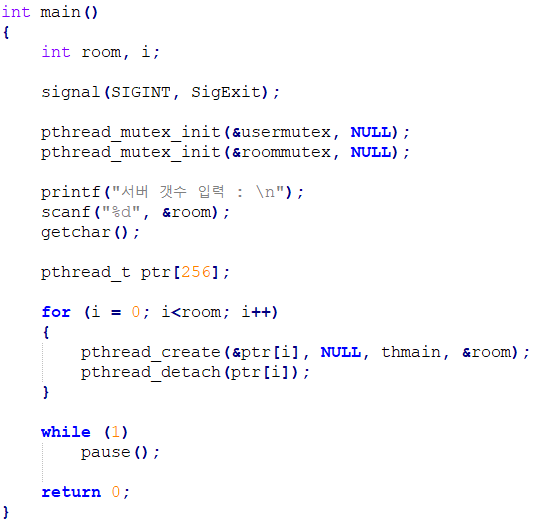 int main()
{
    int room, i;

    signal(SIGINT, SigExit);

    pthread_mutex_init(&usermutex, NULL);
    pthread_mutex_init(&roommutex, NULL);

    printf("서버 갯수 입력 : \n");
    scanf("%d", &room);
    getchar();

    pthread_t ptr[256];

    for (i = 0; i<room; i++)
    {
        pthread_create(&ptr[i], NULL, thmain, &room);
        pthread_detach(ptr[i]);
    }

    while (1)
        pause();

    return 0;
}